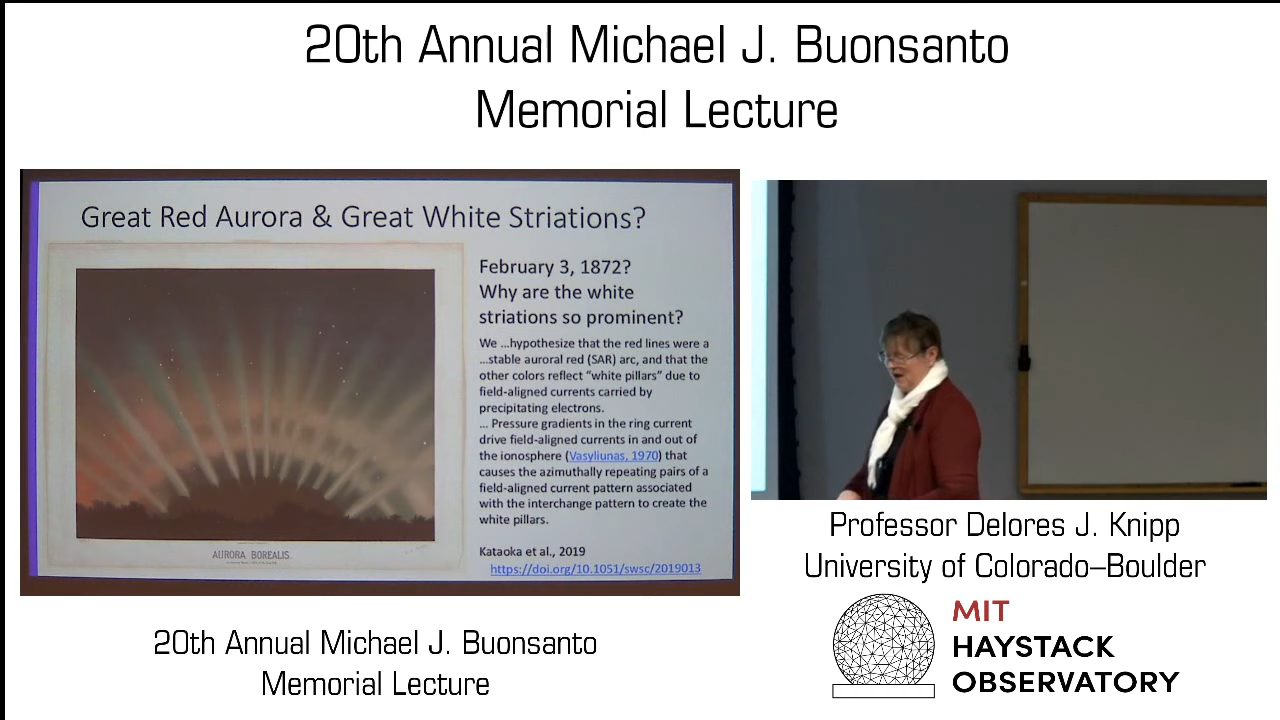 20th Annual Michael J. Buonsanto
Memorial Lecture
Great Red Aurora & Great White Striations?
February 3, 1872?
Why are the white
striations so prominent?
We ...hypothesize that the red lines were a
...stable auroral red (SAR) arc, and that the
other colors reflect “white pillars” due to
field-aligned currents carried by
precipitating electrons.
... Pressure gradients in the ring current
drive field-aligned currents in and out of
the ionosphere (Vasyliunas, 1970) that
causes the azimuthally repeating pairs of a
field-aligned current pattern associated
with the interchange pattern to create the
white pillars.
Kataoka et al., 2019
https://doi.org/10.1051/swsc/2019013
AURORA BOREALIS.
Professor Delores J. Knipp
University of Colorado–Boulder
MIT
HAYSTACK
OBSERVATORY
20th Annual Michael J. Buonsanto
Memorial Lecture